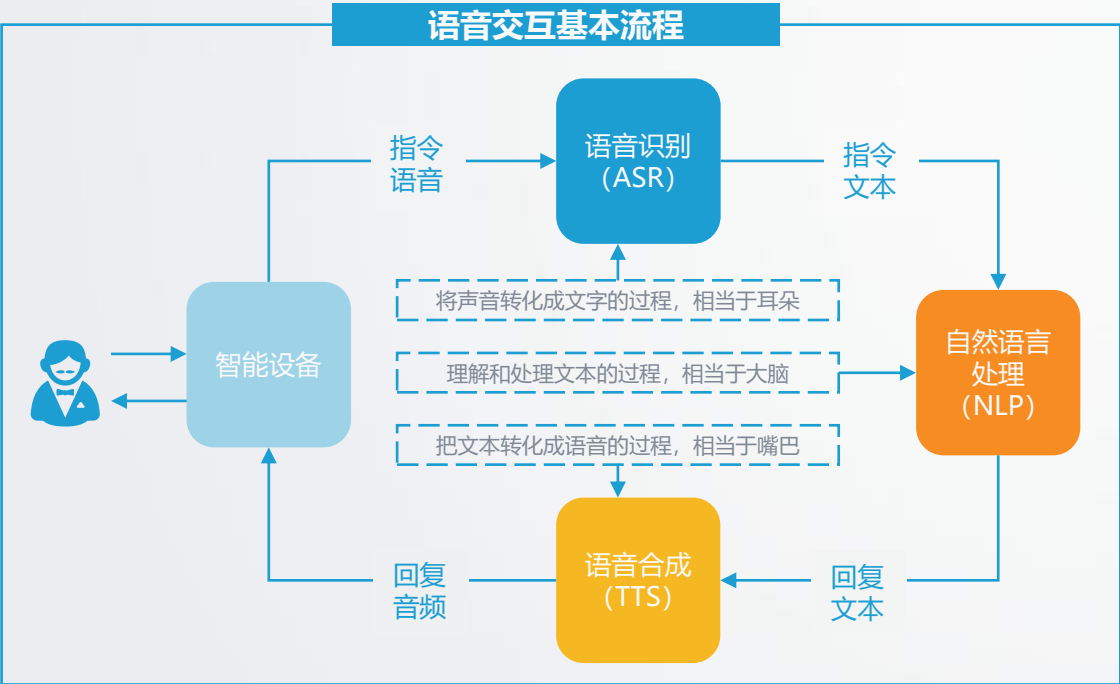 语音交互基本流程
指令
语音
语音识别
（ASR）
指令
文本
将声音转化成文字的过程，相当于耳朵
智能设备
理解和处理文本的过程，相当于大脑
自然语言
处理
（NLP）
把文本转化成语音的过程，相当于嘴巴
回复
音频
语音合成
（TTS）
回复
文本